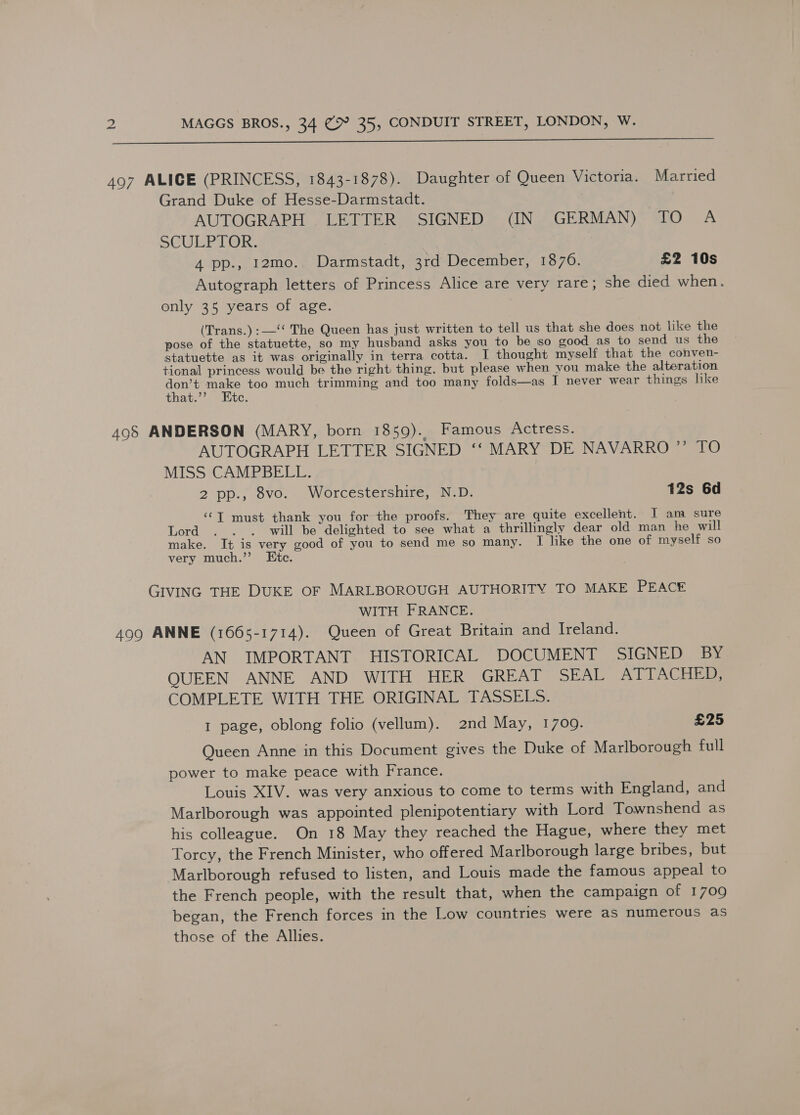 2 MAGGS BROS., 34 & 35, CONDUIT STREET, LONDON, W.
497 ALICE (PRINCESS, 1843-1878). Daughter of Queen Victoria. Married
Grand Duke of Hesse-Darmstadt.
AUTOGRAPH LETTER SIGNED (IN GERMAN) TO A
SCULPTOR.
4 pp., 12mo. Darmstadt, 3rd December, 1876. £2 10s
Autograph letters of Princess Alice are very rare; she died when
only 35 years of age.
(Trans.):—“ The Queen has just written to tell us that she does not like the
pose of the statuette, so my husband asks you to be so good as to send us the
statuette as it was originally in terra cotta. I thought myself that the conven-
tional princess would be the right thing, but please when you make the alteration
don’t make too much trimming and too many folds—as I never wear things like
that.” Etc.
498 ANDERSON (MARY, born 1859). Famous Actress.
AUTOGRAPH LETTER SIGNED “ MARY DE NAVARRO ” TO
MISS CAMPBELL.
2 pp., 8vo. Worcestershire, N.D. 12s 6d
“I must thank you for the proofs. They are quite excellent. I am sure
Lord . . . will be delighted to see what a thrillingly dear old man he will
make. It is very good of you to send me so many. I like the one of myself so
very much.” Etc.
GIVING THE DUKE OF MARLBOROUGH AUTHORITY TO MAKE PEACE
WITH FRANCE.
499 ANNE (1665-1714). Queen of Great Britain and Ireland.
AN IMPORTANT HISTORICAL DOCUMENT SIGNED BY
QUEEN ANNE AND WITH HER GREAT SEAL ATTACHED,
COMPLETE WITH THE ORIGINAL TASSELS.
1 page, oblong folio (vellum). 2nd May, 1709. £25
Queen Anne in this Document gives the Duke of Marlborough full
power to make peace with France.
Louis XIV. was very anxious to come to terms with England, and
Marlborough was appointed plenipotentiary with Lord Townshend as
his colleague. On 18 May they reached the Hague, where they met
Torcy, the French Minister, who offered Marlborough large bribes, but
Marlborough refused to listen, and Louis made the famous appeal to
the French people, with the result that, when the campaign of 1709
began, the French forces in the Low countries were as numerous as
those of the Allies.